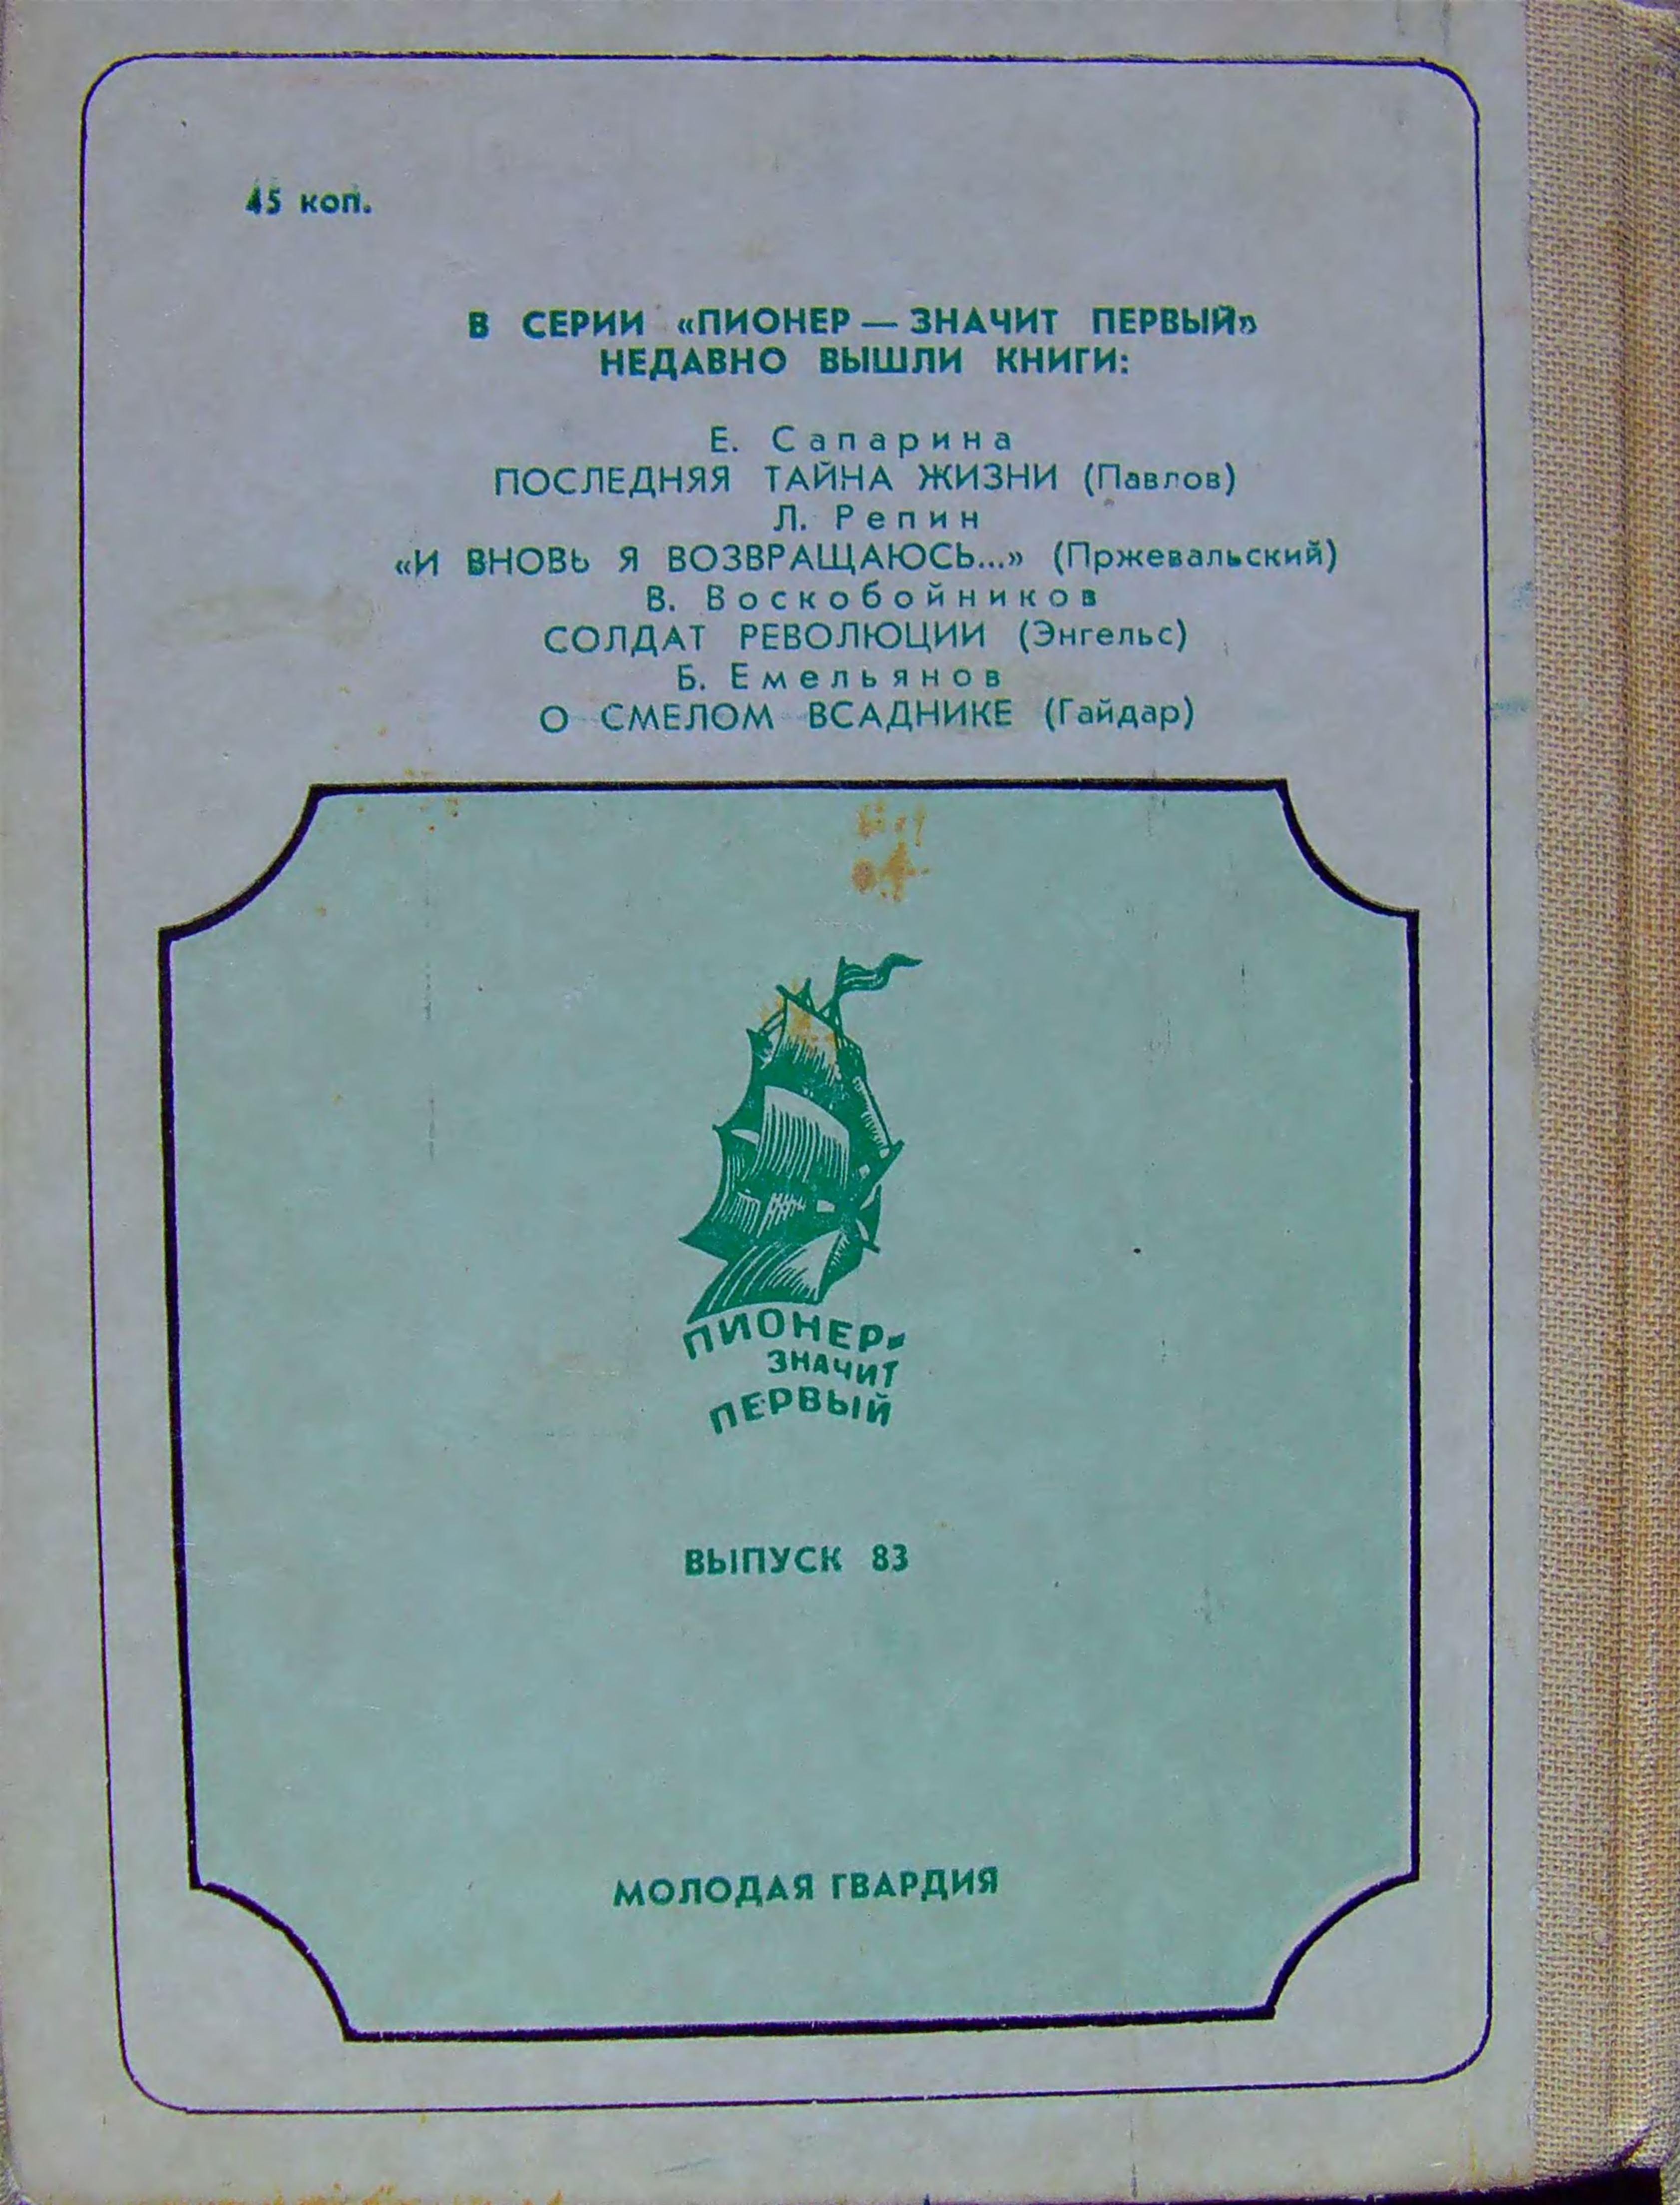 45 коп.
В СЕРИИ «ПИОНЕР — ЗНАЧИТ ПЕРВЫЙ»
НЕДАВНО ВЫШЛИ КНИГИ:
Е. Сапарина
ПОСЛЕДНЯЯ ТАЙНА ЖИЗНИ (Павлов)
Л. Репин
«И ВНОВЬ Я ВОЗВРАЩАЮСЬ...» (Пржевальский)
В. Воскобойников
СОЛДАТ РЕВОЛЮЦИИ (Энгельс)
Б. Емельянов
О СМЕЛОМ ВСАДНИКЕ (Гайдар)
ПИОНЕР-
ЗНАЧИТ
ПЕРВЫЙ
ВЫПУСК 83
МОЛОДАЯ ГВАРДИЯ